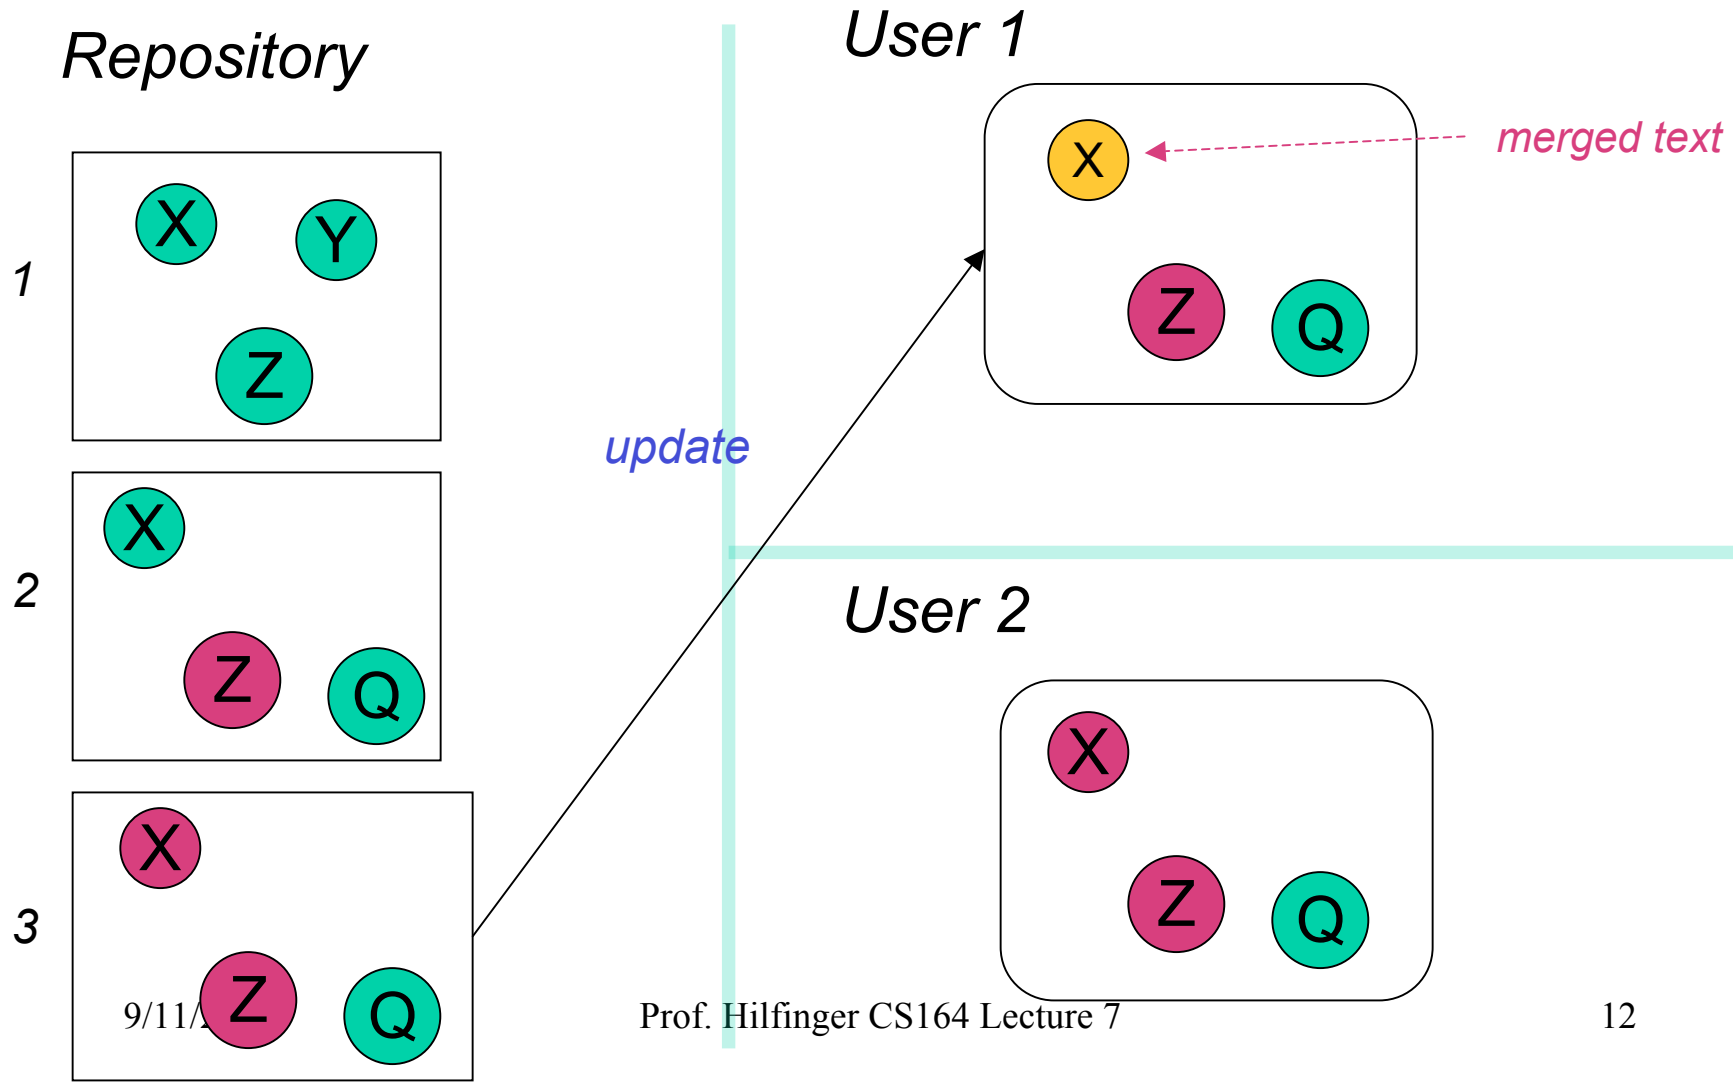 Repository
1
X
Y
Z
2
X
Z
Q
3
X
Z
Q
update
User 1
X
merged text
Z
Q
User 2
X
Z
Q
9/11/
Prof. Hilfinger CS164 Lecture 7
12